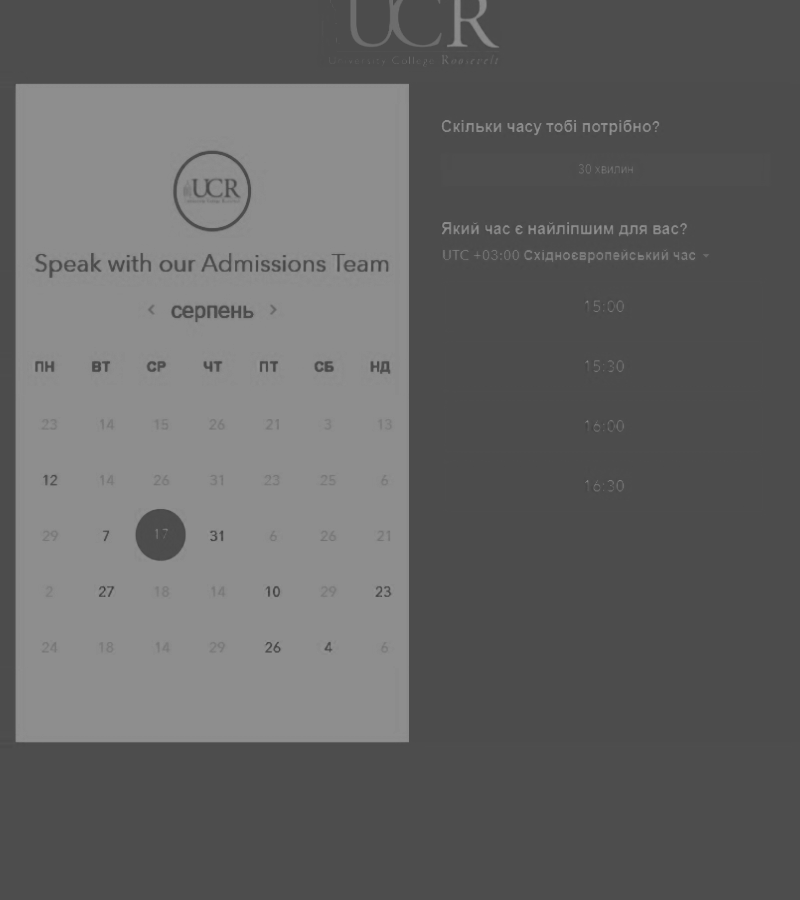 UCR
University College Roosevelt
UCR
Speak with our Admissions Team
серпень
ПН ВТ СР ЧТ ПТ СБ НД
23 14 15 26 21 3 13
12 14 26 31 23 25 6
29 7 17 31 6 26 21
2 27 18 14 10 29 23
24 18 14 29 26 4 6
Скільки часу тобі потрібно?
30 хвилин
Який час є найліпшим для вас?
UTC +03:00 Східноєвропейський час
15:00
15:30
16:00
16:30